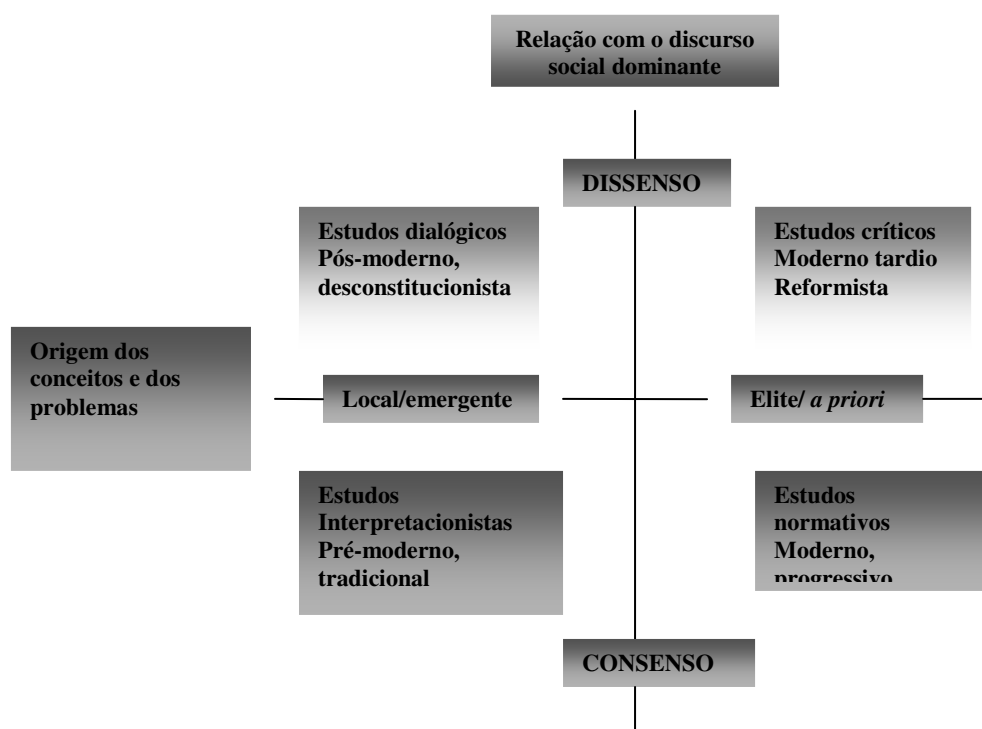 Relação com o discurso
social dominante
DISSENSO
Estudos dialógicos
Pós-moderno,
desconstitucionista
Estudos críticos
Moderno tardio
Reformista
Origem dos
conceitos e dos
problemas
Local/emergente
Elite/ a priori
Estudos
Interpretacionistas
Pré-moderno,
tradicional
Estudos
normativos
Moderno,
progressivo
CONSENSO